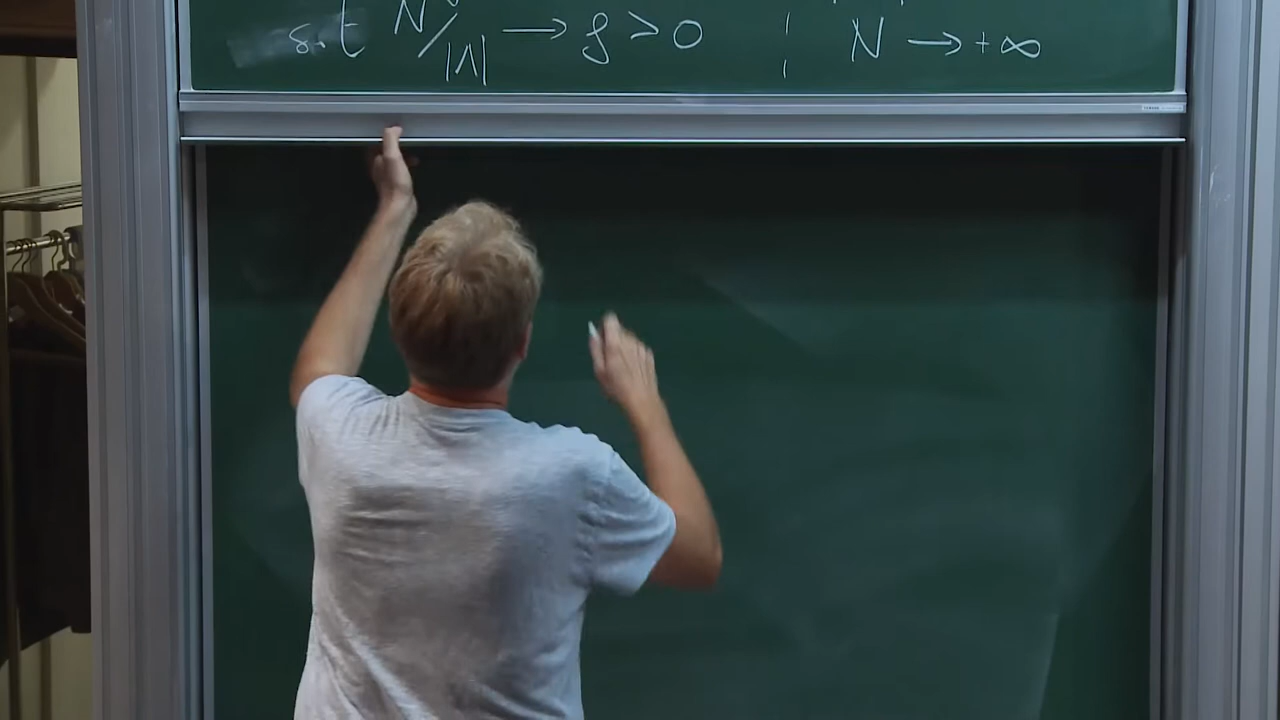 s.t N/|Λ| → ρ > 0 ¦ N → +∞